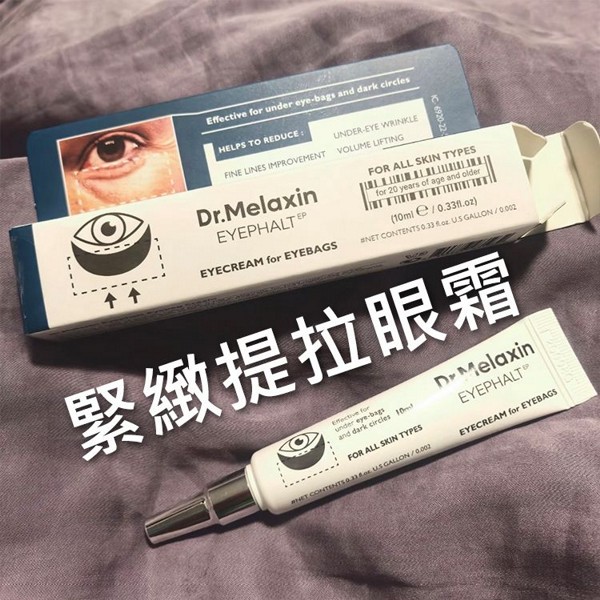 Effective for under eye-bags and dark circles
HELPS TO REDUCE :
UNDER-EYE WRINKLE
FINE LINES IMPROVEMENT
VOLUME LIFTING
Dr.Melaxin
EYEPHALT EP
EYECREAM for EYEBAGS
FOR ALL SKIN TYPES
for 20 years of age and older
(10ml ℮ / 0.33fl.oz)
#NET CONTENTS 0.33 fl.oz. U.S GALLON / 0.002
緊緻提拉眼霜
Dr.Melaxin
EYEPHALT EP
EYECREAM for EYEBAGS
Effective for
under eye-bags
and dark circles
10ml
FOR ALL SKIN TYPES
#NET CONTENTS 0.33 fl.oz. U.S GALLON / 0.002